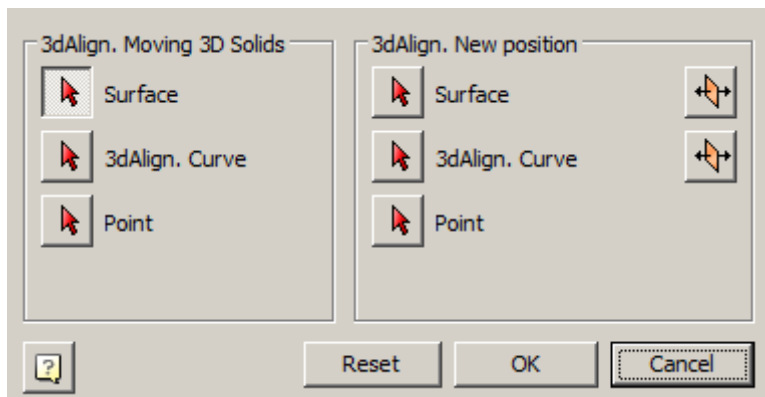 3dAlign. Moving 3D Solids
Surface
3dAlign. Curve
Point
3dAlign. New position
Surface
3dAlign. Curve
Point
?
Reset
OK
Cancel